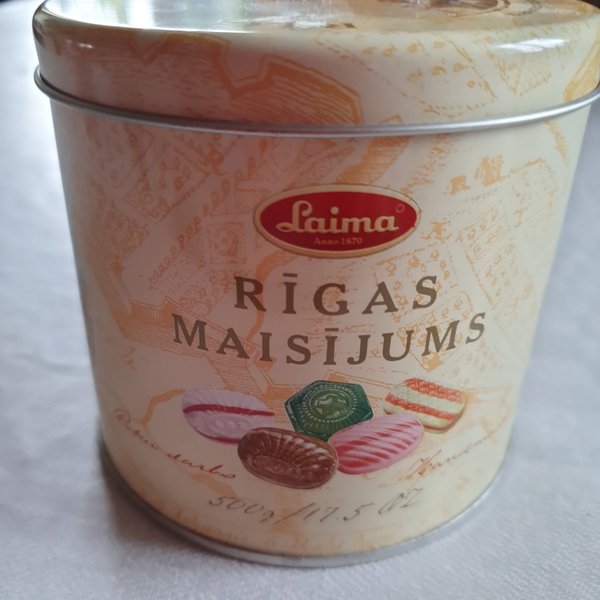 Laima
Anno 1870
RĪGAS
MAISĪJUMS
500g/17.5 OZ